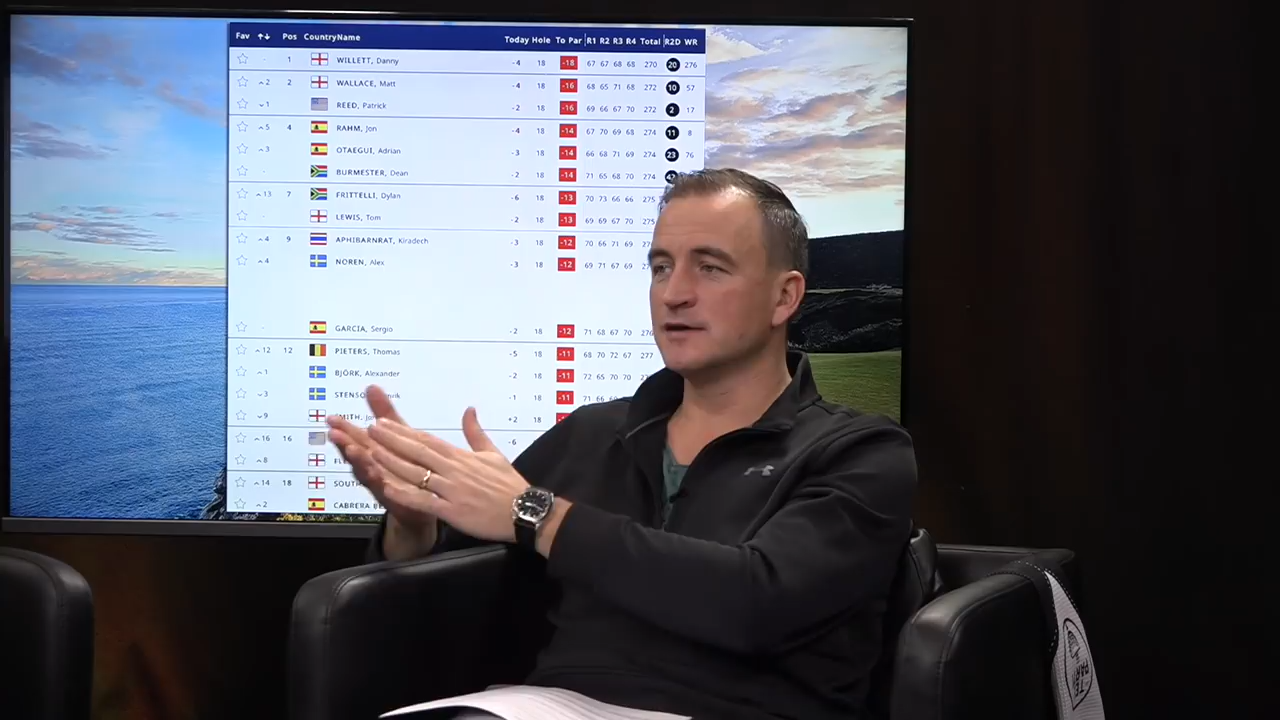 Fav Pos CountryName Today Hole To Par R1 R2 R3 R4 Total R2D WR
- 1 WILLETT, Danny -4 18 -18 67 67 68 68 270 20 276
2 2 WALLACE, Matt -4 18 -16 68 65 71 68 272 10 57
1 REED, Patrick -2 18 -16 69 66 67 70 272 2 17
5 4 RAHM, Jon -4 18 -14 67 70 69 68 274 11 8
3 OTAEGUI, Adrian -3 18 -14 66 68 71 69 274 23 76
- BURMESTER, Dean -2 18 -14 71 65 68 70 274
13 7 FRITTELLI, Dylan -6 18 -13 70 73 66 66 275
- LEWIS, Tom -2 18 -13 69 69 67 70 275
4 9 APHIBARNRAT, Kiradech -3 18 -12 70 66 71 69
4 NOREN, Alex -3 18 -12 69 71 67 69
- GARCIA, Sergio -2 18 -12 71 68 67 70 276
12 12 PIETERS, Thomas -5 18 -11 68 70 72 67 277
1 BJÖRK, Alexander -2 18 -11 72 65 70 70
3 -1 18 -11 71 66
9 SMITH, +2 18
16 16 -6
8
14 18
2 CABRERA
TEE
PARK